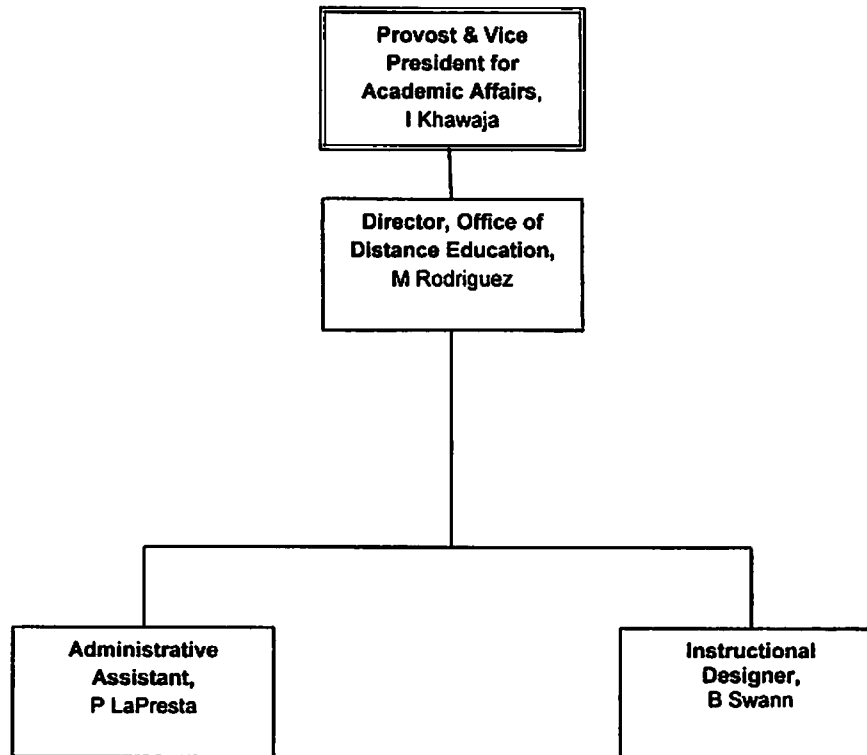 Provost & Vice
President for
Academic Affairs,
I Khawaja
Director, Office of
Distance Education,
M Rodriguez
Administrative
Assistant,
P LaPresta
Instructional
Designer,
B Swann